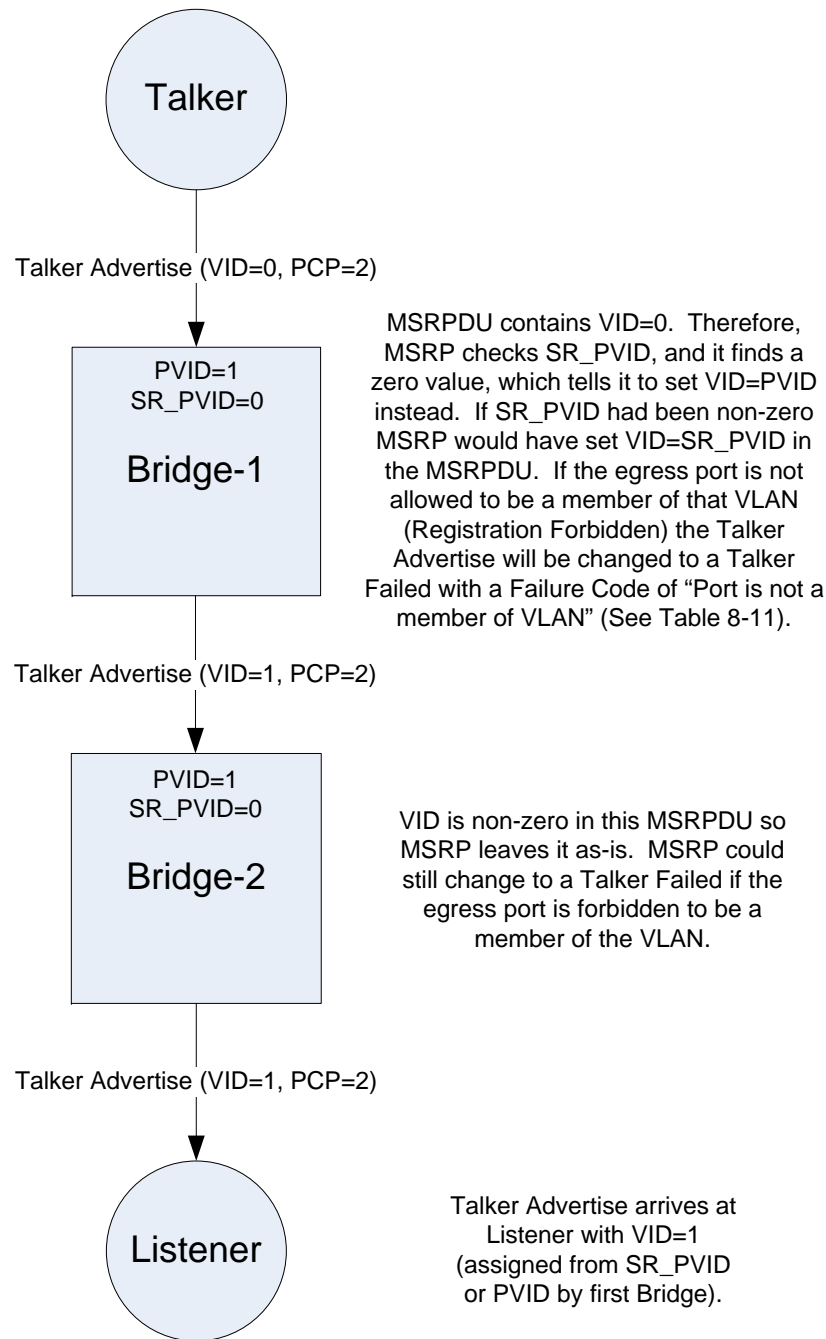 Talker
Talker Advertise (VID=0, PCP=2)
PVID=1
SR_PVID=0
Bridge-1
MSRPDU contains VID=0.  Therefore,
MSRP checks SR_PVID, and it finds a
zero value, which tells it to set VID=PVID
instead.  If SR_PVID had been non-zero
MSRP would have set VID=SR_PVID in
the MSRPDU.  If the egress port is not
allowed to be a member of that VLAN
(Registration Forbidden) the Talker
Advertise will be changed to a Talker
Failed with a Failure Code of “Port is not a
member of VLAN” (See Table 8-11).
Talker Advertise (VID=1, PCP=2)
PVID=1
SR_PVID=0
Bridge-2
VID is non-zero in this MSRPDU so
MSRP leaves it as-is.  MSRP could
still change to a Talker Failed if the
egress port is forbidden to be a
member of the VLAN.
Talker Advertise (VID=1, PCP=2)
Listener
Talker Advertise arrives at
Listener with VID=1
(assigned from SR_PVID
or PVID by first Bridge).